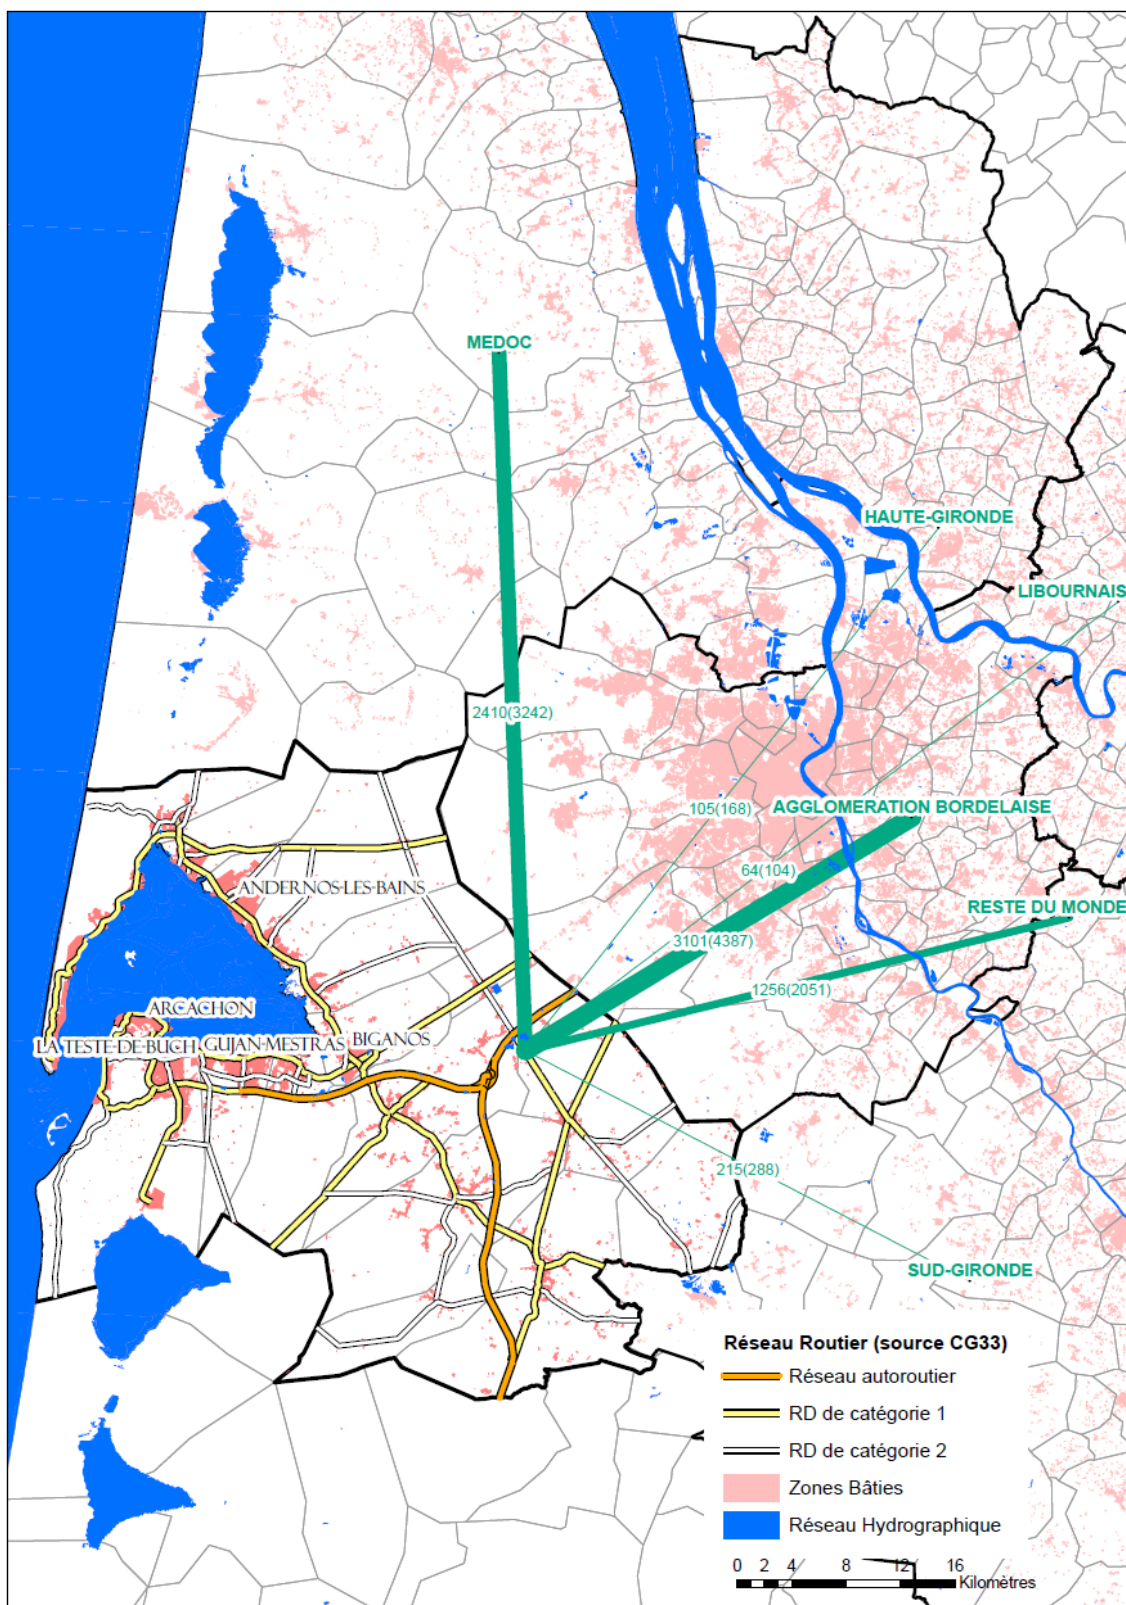 MEDOC
HAUTE-GIRONDE
LIBOURNAIS
2410(3242)
105(168)
AGGLOMERATION BORDELAISE
64(104)
ANDERNOS-LES-BAINS
RESTE DU MONDE
3101(4387)
1256(2051)
ARCACHON
LA TESTE-DE-BUCH GUJAN-MESTRAS BIGANOS
215(288)
SUD-GIRONDE
Réseau Routier (source CG33)
Réseau autoroutier
RD de catégorie 1
RD de catégorie 2
Zones Bâties
Réseau Hydrographique
0 2 4 8 12 16
Kilomètres